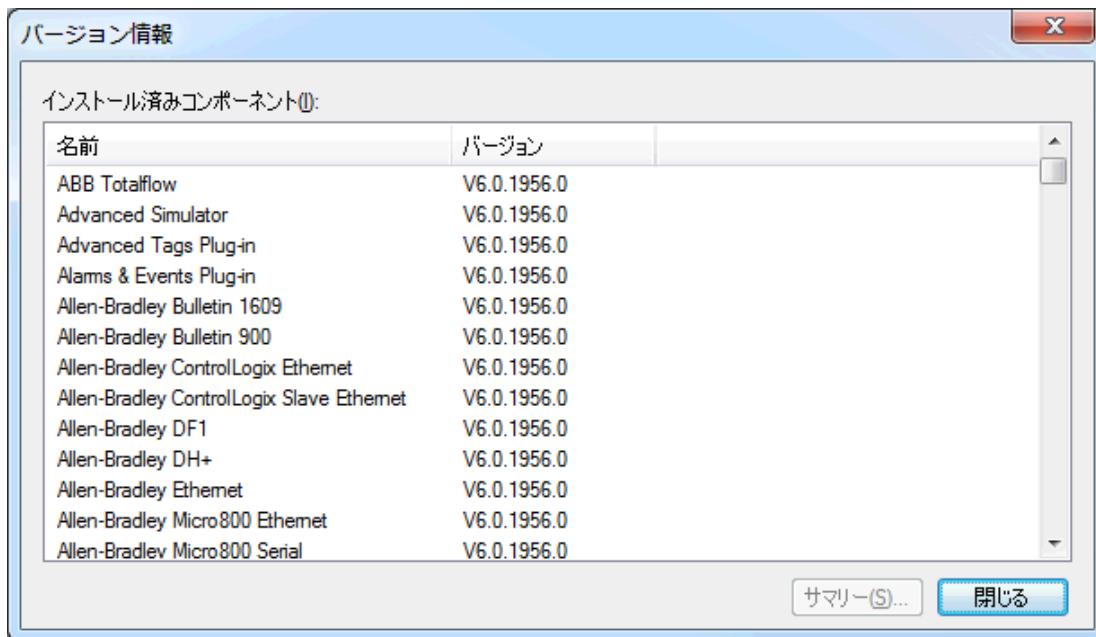 バージョン情報
インストール済みコンポーネント(I):
名前 バージョン
ABB Totalflow V6.0.1956.0
Advanced Simulator V6.0.1956.0
Advanced Tags Plug-in V6.0.1956.0
Alarms & Events Plug-in V6.0.1956.0
Allen-Bradley Bulletin 1609 V6.0.1956.0
Allen-Bradley Bulletin 900 V6.0.1956.0
Allen-Bradley ControlLogix Ethernet V6.0.1956.0
Allen-Bradley ControlLogix Slave Ethernet V6.0.1956.0
Allen-Bradley DF1 V6.0.1956.0
Allen-Bradley DH+ V6.0.1956.0
Allen-Bradley Ethernet V6.0.1956.0
Allen-Bradley Micro800 Ethernet V6.0.1956.0
Allen-Bradley Micro800 Serial V6.0.1956.0
サマリー(S)... 閉じる